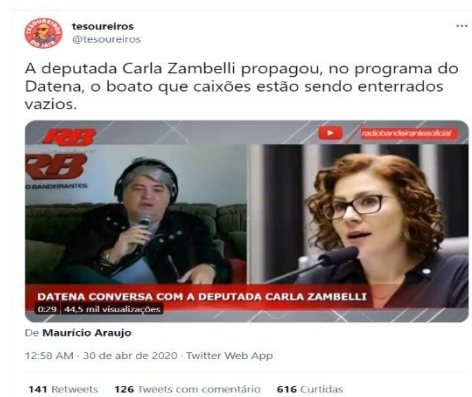 tesoureiros
@tesoureiros
A deputada Carla Zambelli propagou, no programa do
Datena, o boato que caixões estão sendo enterrados
vazios.
RB
radiobandeirantesoficial
RB
BANDEIRANTES
DATENA CONVERSA COM A DEPUTADA CARLA ZAMBELLI
0:29 44,5 mil visualizações
De Maurício Araujo
12:58 AM · 30 de abr de 2020 · Twitter Web App
141 Retweets 126 Tweets com comentário 616 Curtidas